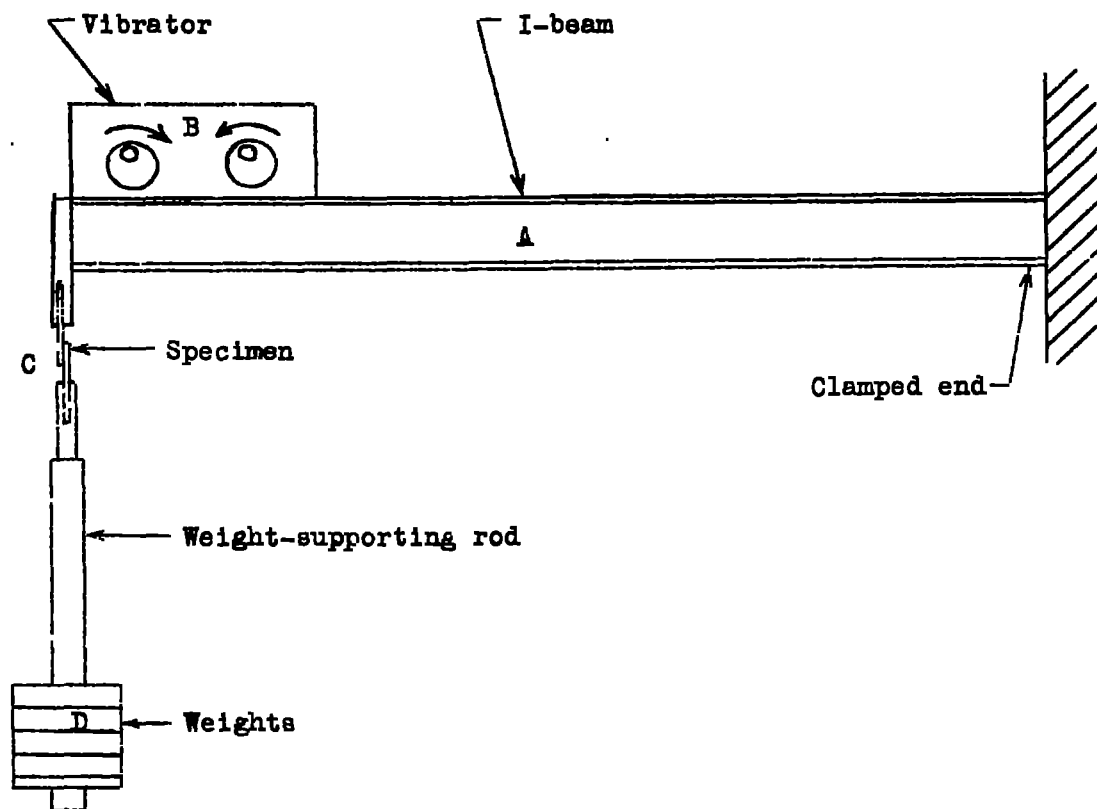 Vibrator
I-beam
B
A
C
Specimen
Clamped end
Weight-supporting rod
D
Weights